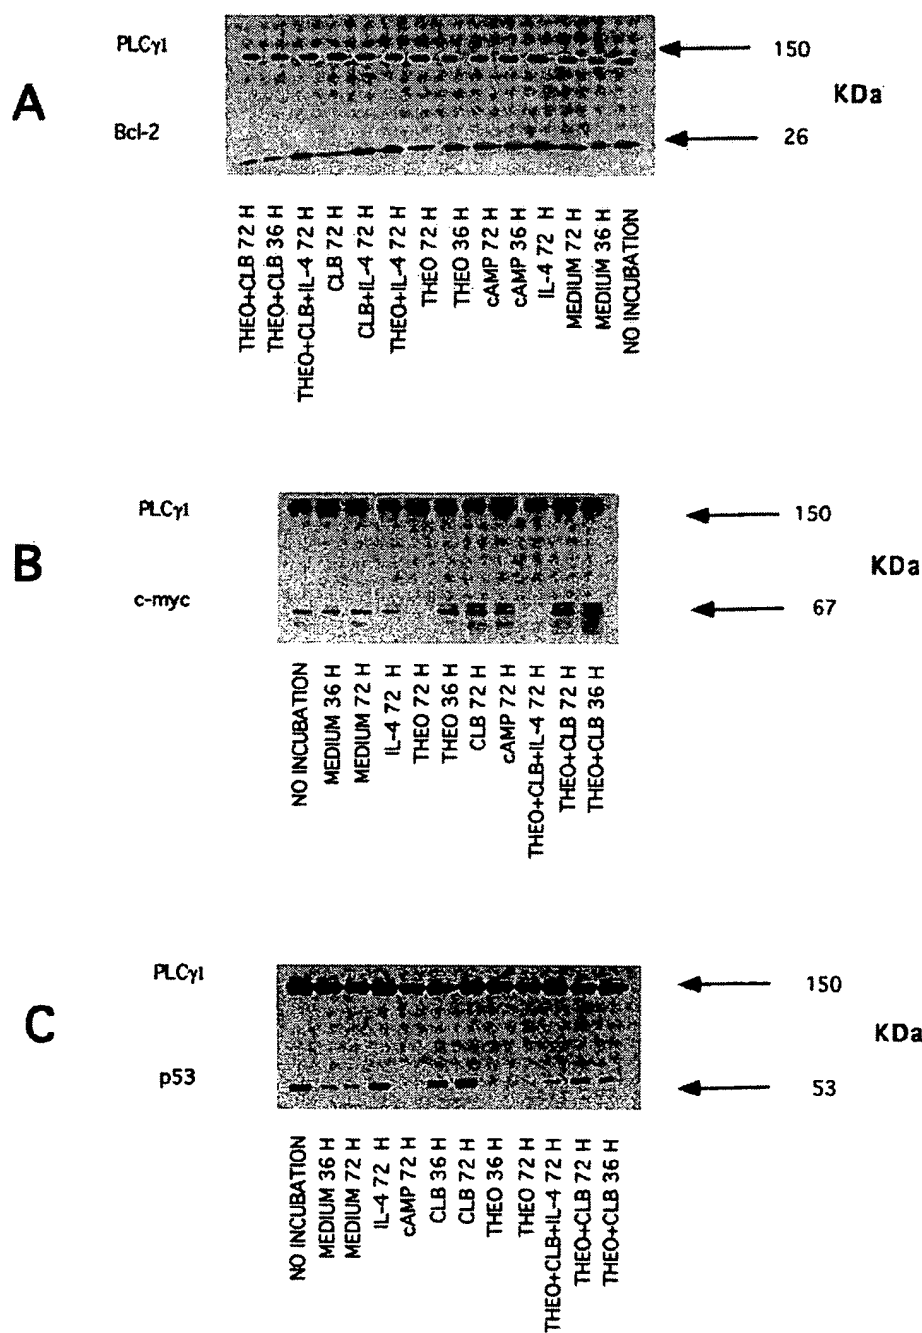 PLCγ1
150
A
KDa
Bcl-2
26
THEO+CLB 72 H
THEO+CLB 36 H
THEO+CLB+IL-4 72 H
CLB 72 H
CLB+IL-4 72 H
THEO+IL-4 72 H
THEO 72 H
THEO 36 H
cAMP 72 H
cAMP 36 H
IL-4 72 H
MEDIUM 72 H
MEDIUM 36 H
NO INCUBATION
PLCγ1
150
B
KDa
c-myc
67
NO INCUBATION
MEDIUM 36 H
MEDIUM 72 H
IL-4 72 H
THEO 72 H
THEO 36 H
CLB 72 H
cAMP 72 H
THEO+CLB+IL-4 72 H
THEO+CLB 72 H
THEO+CLB 36 H
PLCγ1
150
C
KDa
p53
53
NO INCUBATION
MEDIUM 36 H
MEDIUM 72 H
IL-4 72 H
cAMP 72 H
CLB 36 H
CLB 72 H
THEO 36 H
THEO 72 H
THEO+CLB+IL-4 72 H
THEO+CLB 72 H
THEO+CLB 36 H